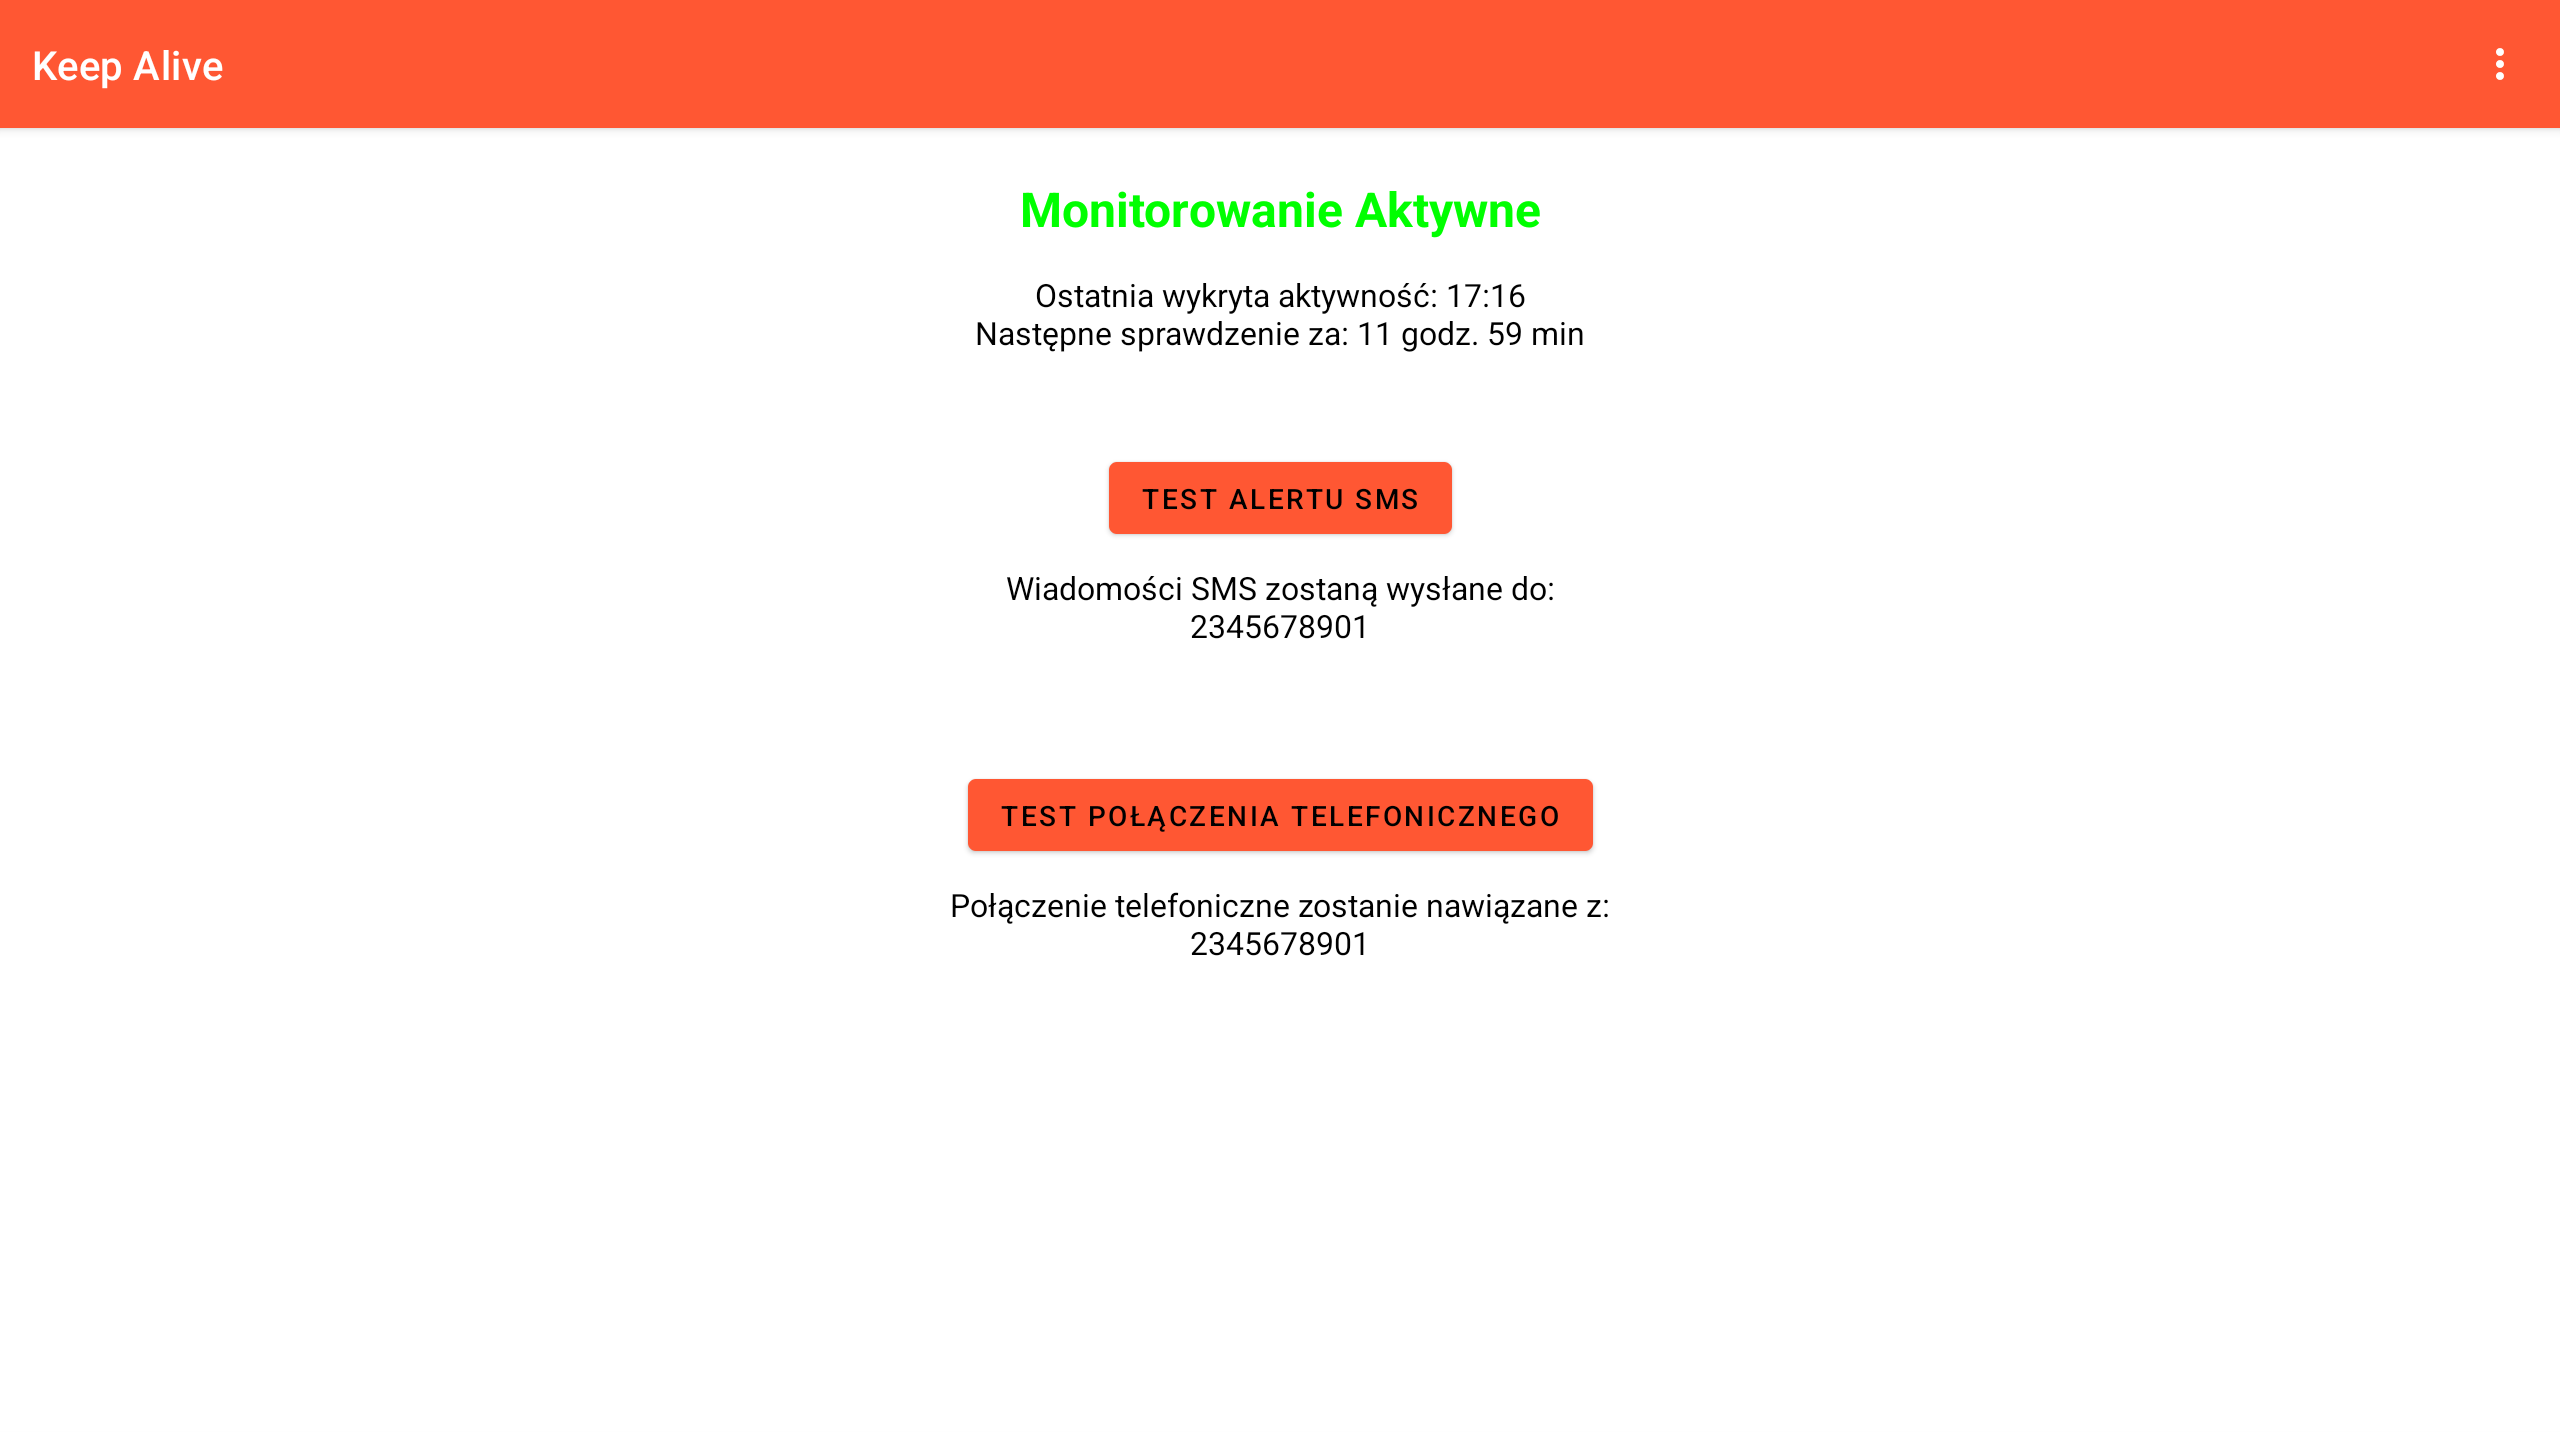 Keep Alive
Monitorowanie Aktywne
Ostatnia wykryta aktywność: 17:16
Następne sprawdzenie za: 11 godz. 59 min
TEST ALERTU SMS
Wiadomości SMS zostaną wysłane do:
2345678901
TEST POŁĄCZENIA TELEFONICZNEGO
Połączenie telefoniczne zostanie nawiązane z:
2345678901